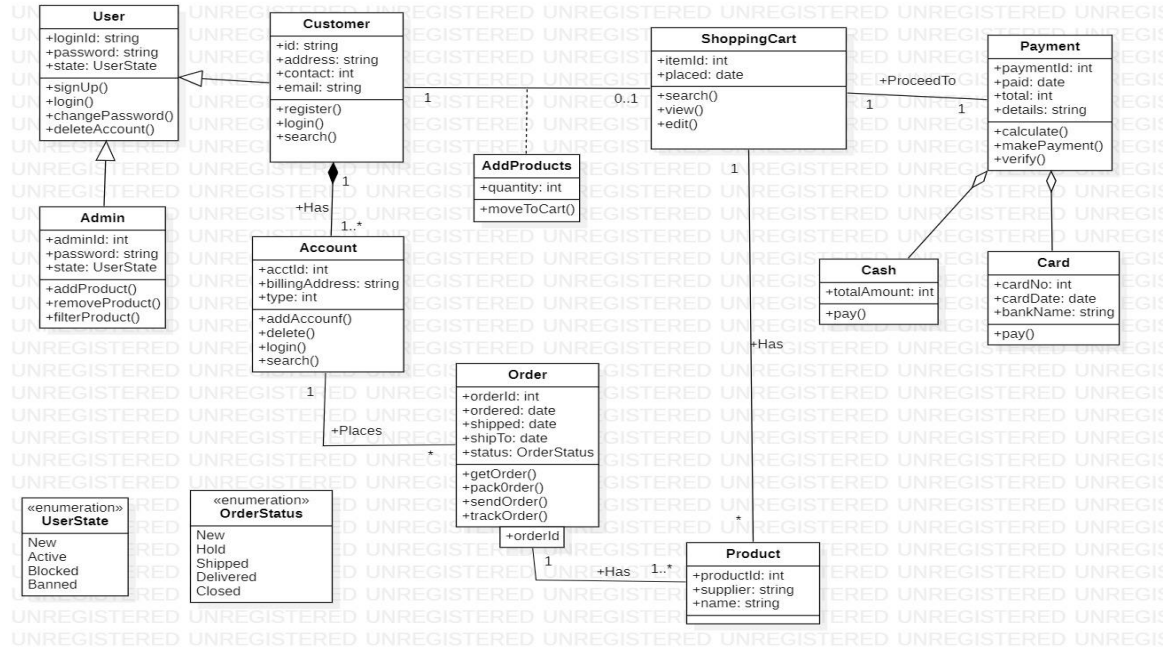 User
+loginId: string
+password: string
+state: UserState
+signUp()
+login()
+changePassword()
+deleteAccount()
Customer
+id: string
+address: string
+contact: int
+email: string
+register()
+login()
+search()
ShoppingCart
+itemId: int
+placed: date
+search()
+view()
+edit()
Payment
+paymentId: int
+paid: date
+total: int
+details: string
+calculate()
+makePayment()
+verify()
1
0..1
+ProceedTo
1
1
AddProducts
+quantity: int
+moveToCart()
1
+Has
1..*
Admin
+adminId: int
+password: string
+state: UserState
+addProduct()
+removeProduct()
+filterProduct()
Account
+acctId: int
+billingAddress: string
+type: int
+addAccounf()
+delete()
+login()
+search()
Cash
+totalAmount: int
+pay()
Card
+cardNo: int
+cardDate: date
+bankName: string
+pay()
1
+Has
*
1
+Places
*
Order
+orderId: int
+ordered: date
+shipped: date
+shipTo: date
+status: OrderStatus
+getOrder()
+pack0rder()
+sendOrder()
+trackOrder()
+orderId
1
+Has
1..*
«enumeration»
UserState
New
Active
Blocked
Banned
«enumeration»
OrderStatus
New
Hold
Shipped
Delivered
Closed
Product
+productId: int
+supplier: string
+name: string
UNREGISTERED